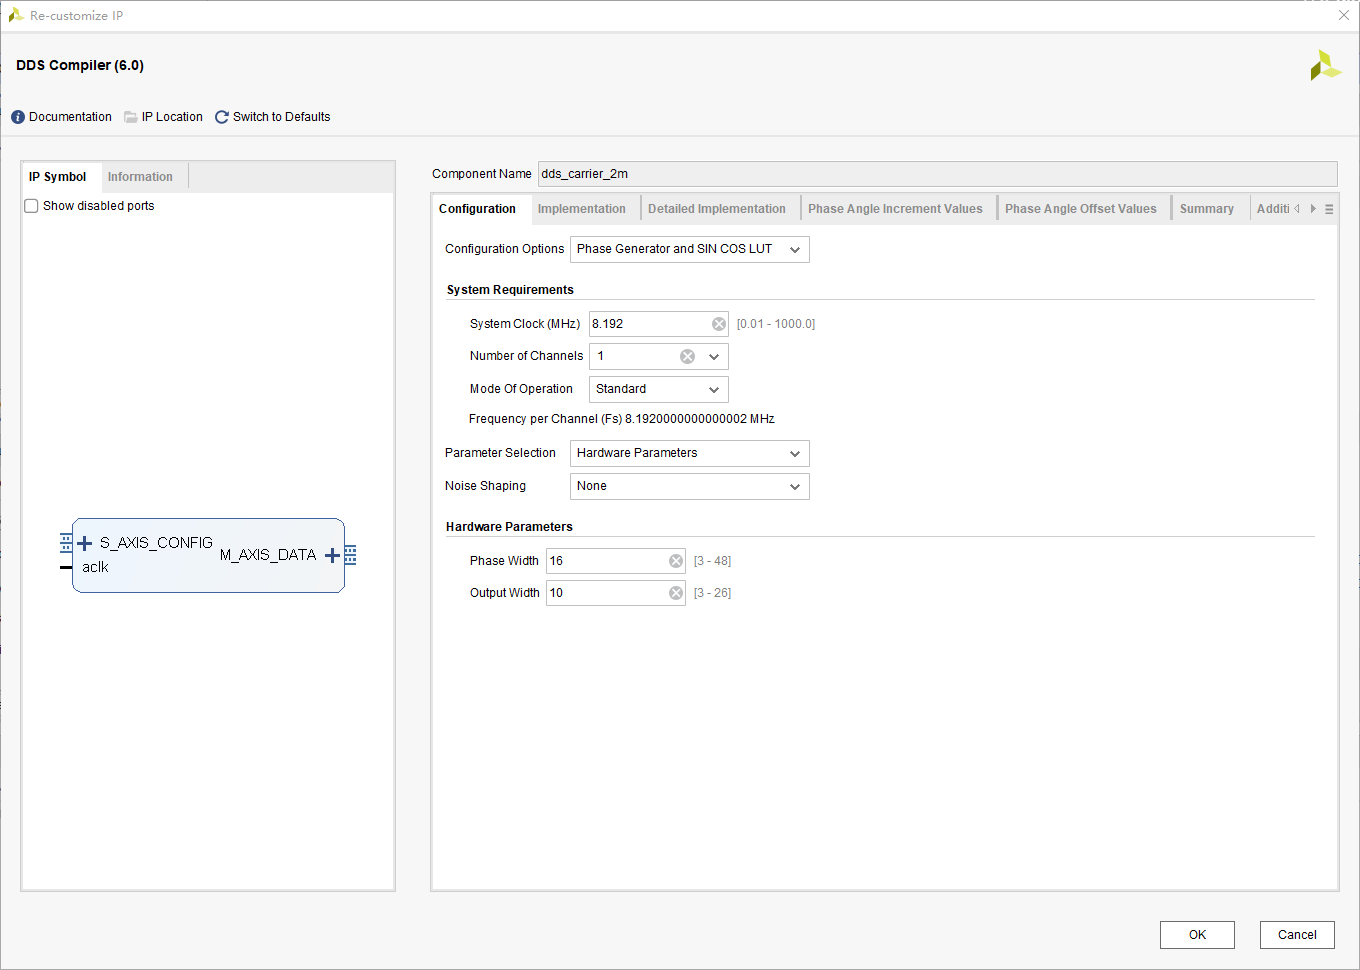 Re-customize IP
DDS Compiler (6.0)
Documentation IP Location Switch to Defaults
IP Symbol Information
Show disabled ports
S_AXIS_CONFIG
M_AXIS_DATA
aclk
Component Name dds_carrier_2m
Configuration Implementation Detailed Implementation Phase Angle Increment Values Phase Angle Offset Values Summary Additi
Configuration Options Phase Generator and SIN COS LUT
System Requirements
System Clock (MHz) 8.192 [0.01 - 1000.0]
Number of Channels 1
Mode Of Operation Standard
Frequency per Channel (Fs) 8.1920000000000002 MHz
Parameter Selection Hardware Parameters
Noise Shaping None
Hardware Parameters
Phase Width 16 [3 - 48]
Output Width 10 [3 - 26]
OK Cancel